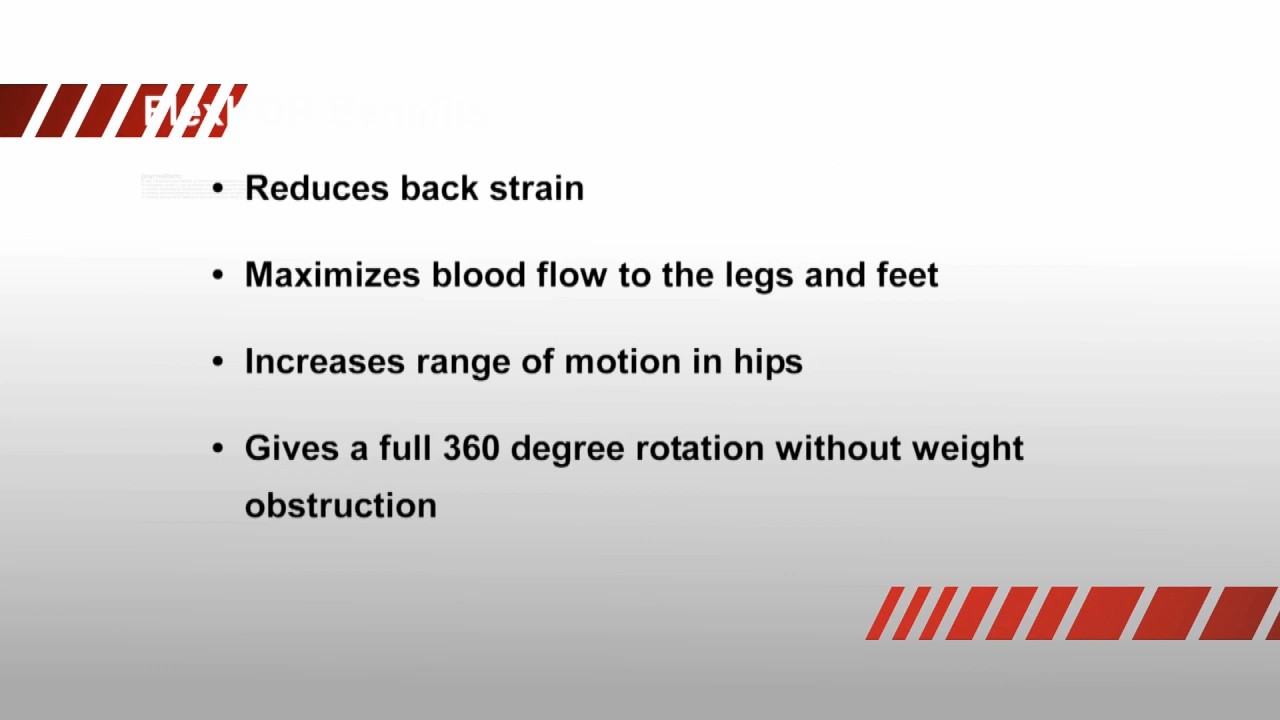 Benefits
• Reduces back strain
• Maximizes blood flow to the legs and feet
• Increases range of motion in hips
• Gives a full 360 degree rotation without weight
obstruction